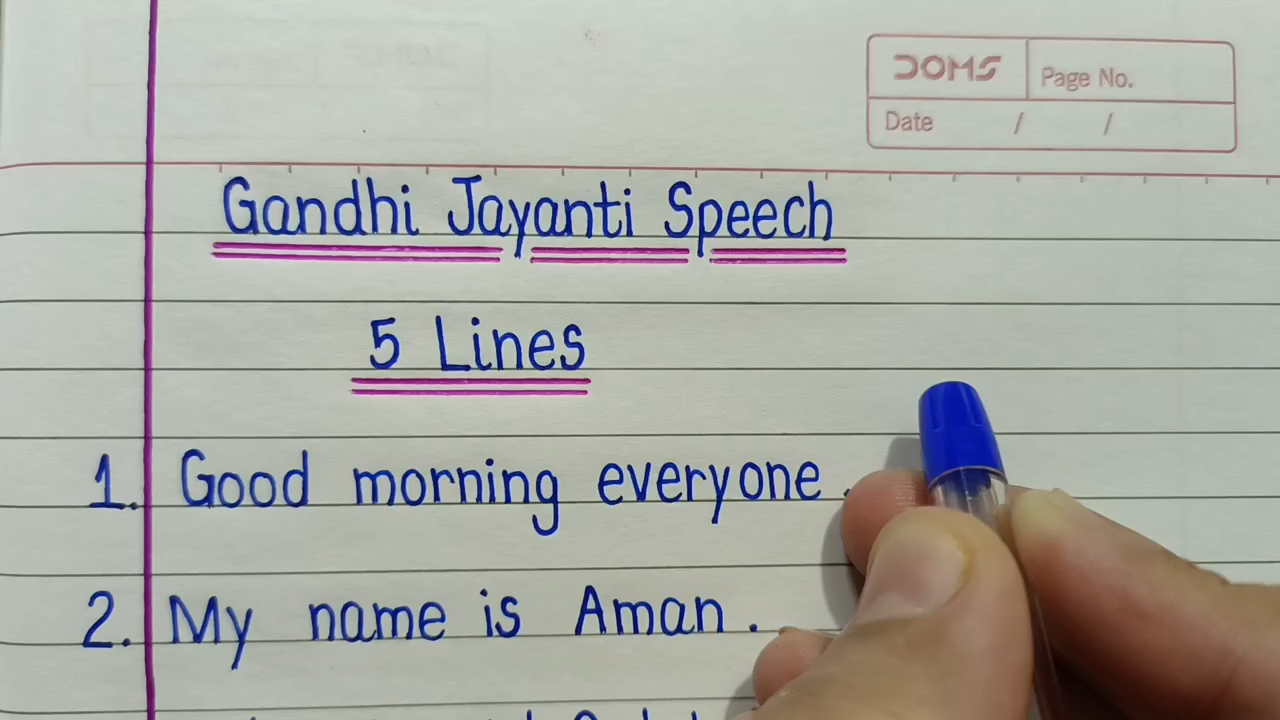 DOMS
Page No.
Date / /
Gandhi Jayanti Speech
5 Lines
1. Good morning everyone.
2. My name is Aman.